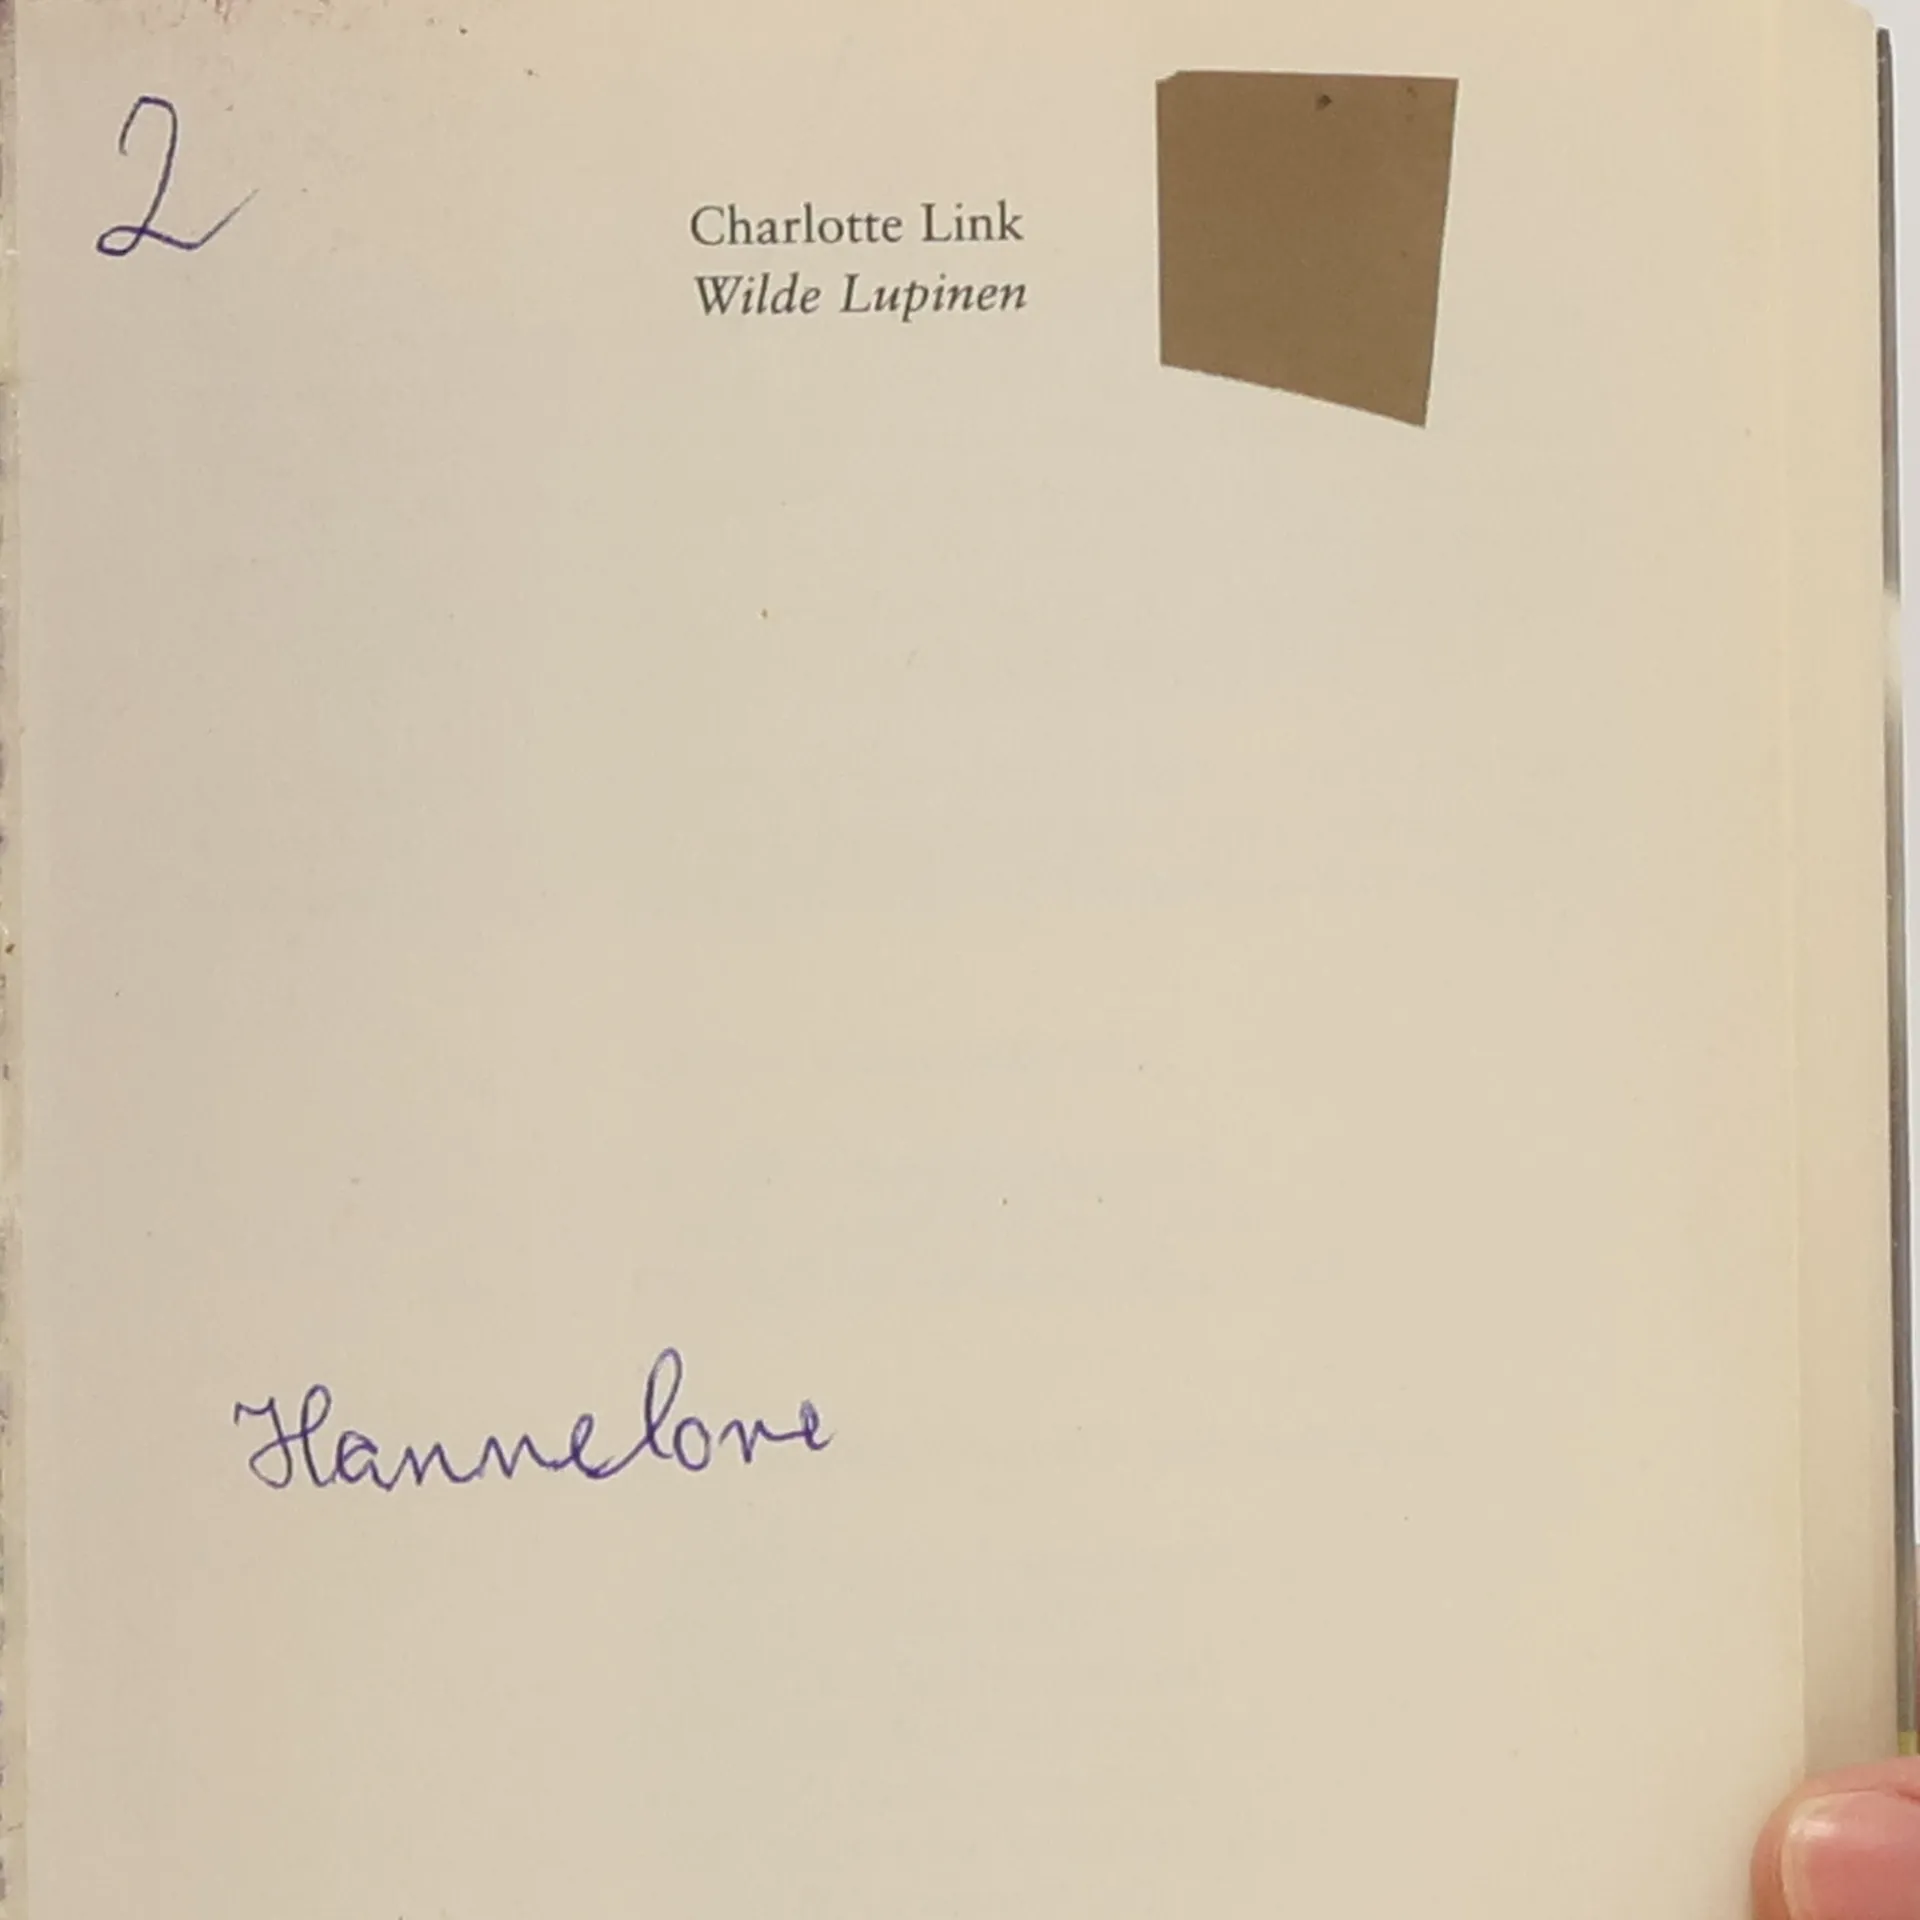 2
Charlotte Link
Wilde Lupinen
Hannelore